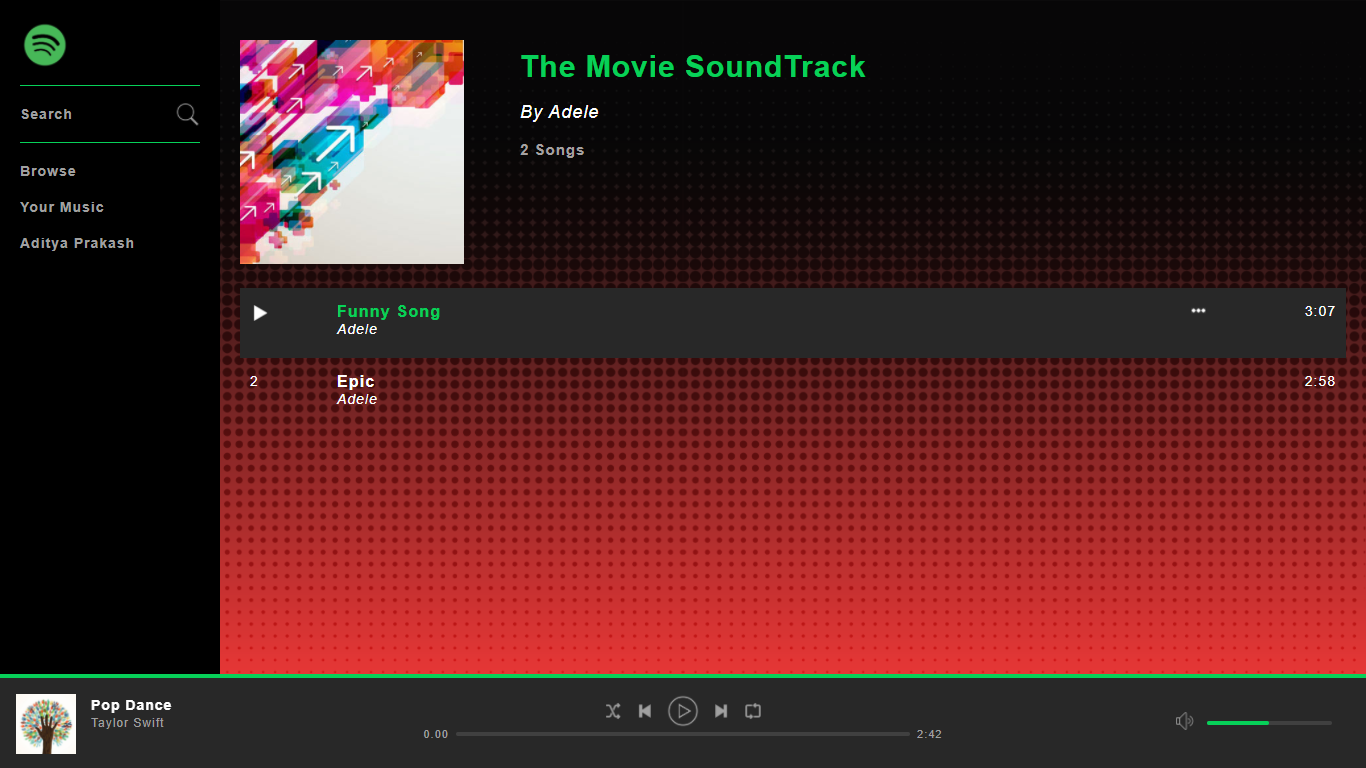 Search
Browse
Your Music
Aditya Prakash
The Movie SoundTrack
By Adele
2 Songs
Funny Song
3:07
Adele
2
Epic
2:58
Adele
Pop Dance
Taylor Swift
0.00
2:42